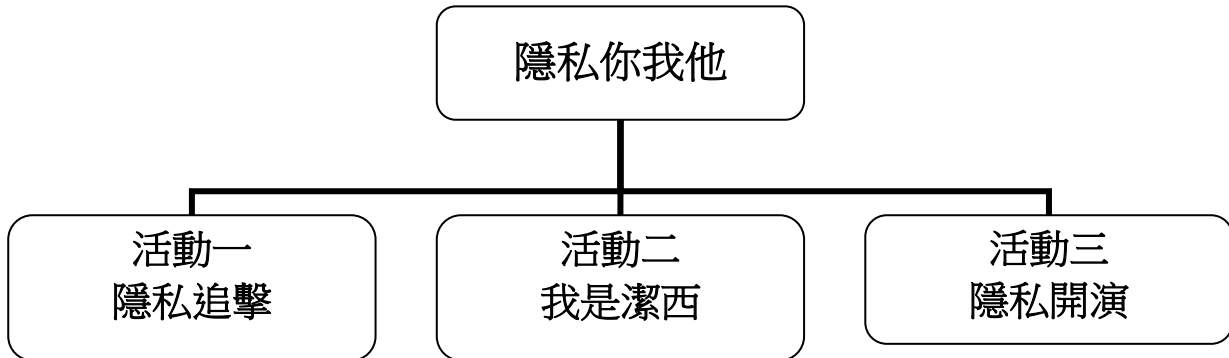 隱私你我他
活動一
隱私追擊
活動二
我是潔西
活動三
隱私開演